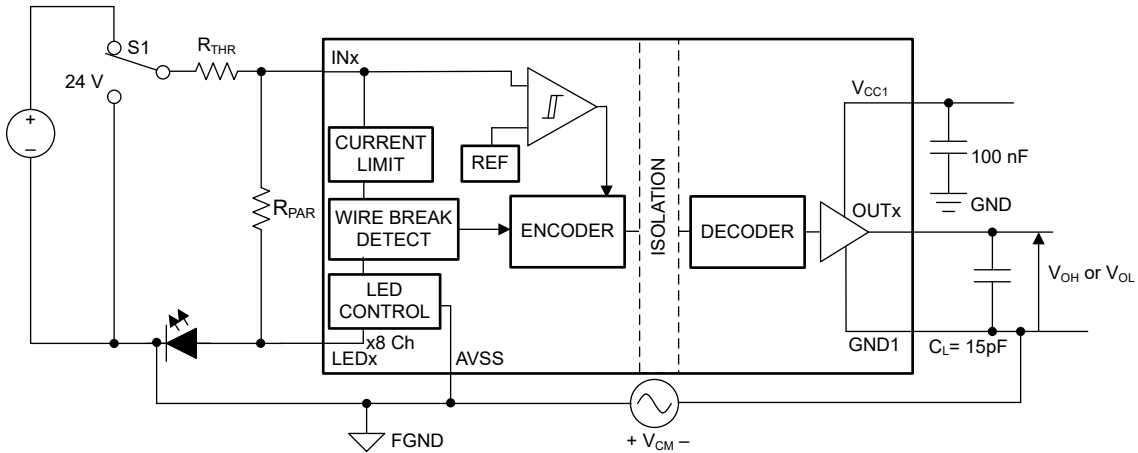 S1
R_THR
24 V
+
–
R_PAR
INx
CURRENT
LIMIT
REF
WIRE BREAK
DETECT
ENCODER
LED
CONTROL
x8 Ch
LEDx
AVSS
ISOLATION
DECODER
V_CC1
100 nF
GND
OUTx
V_OH or V_OL
GND1
C_L= 15pF
FGND
+ V_CM –